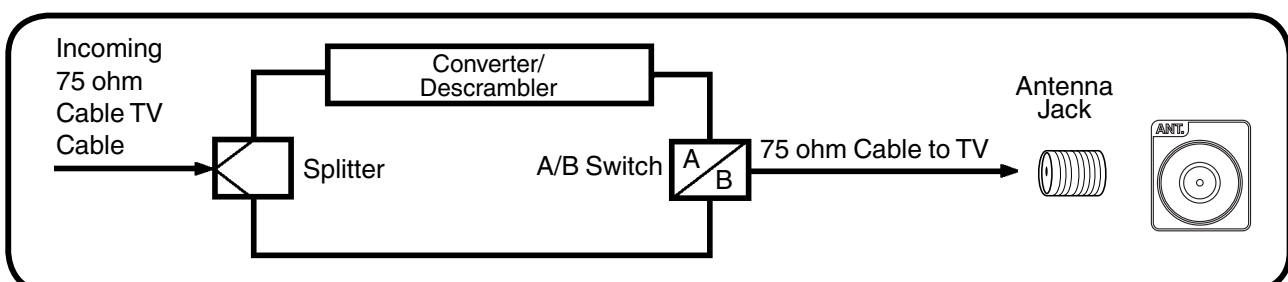 Incoming
75 ohm
Cable TV
Cable
Converter/
Descrambler
Splitter
A/B Switch
A
B
75 ohm Cable to TV
Antenna
Jack
ANT.